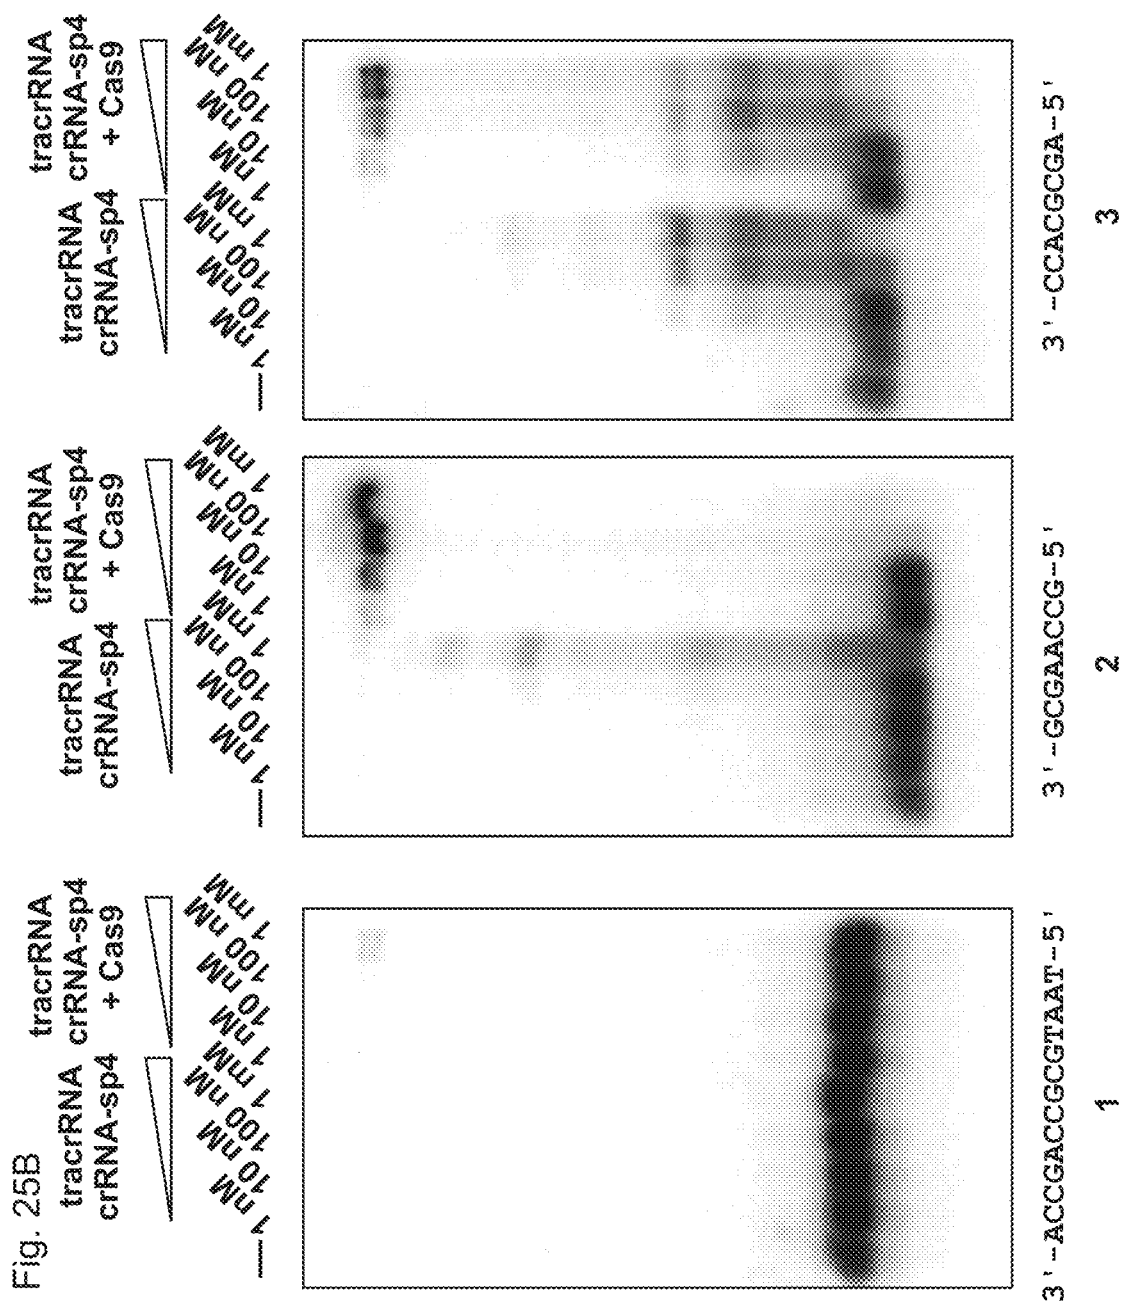 Fig. 25B
tracrRNA
crRNA-sp4
tracrRNA
crRNA-sp4
+ Cas9
— 1 nM 10 nM 100 nM 1 mM 1 nM 10 nM 100 nM 1 mM
3'-ACCGACCGCGTAAT-5'
1
tracrRNA
crRNA-sp4
tracrRNA
crRNA-sp4
+ Cas9
— 1 nM 10 nM 100 nM 1 mM 1 nM 10 nM 100 nM 1 mM
3'-GCGAACCG-5'
2
tracrRNA
crRNA-sp4
tracrRNA
crRNA-sp4
+ Cas9
— 1 nM 10 nM 100 nM 1 mM 1 nM 10 nM 100 nM 1 mM
3'-CCACGCGA-5'
3